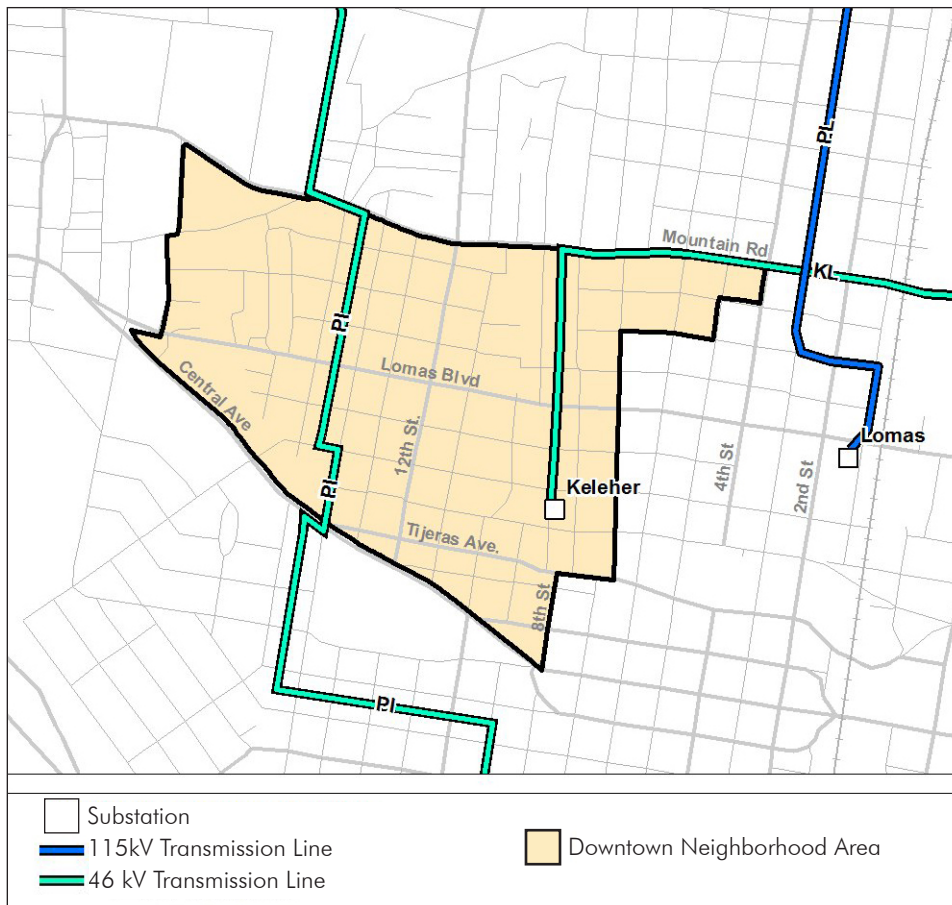 PL
Mountain Rd
KL
PL
Lomas Blvd
Central Ave
12th St.
Lomas
4th St
2nd St
Keleher
PL
Tijeras Ave.
8th St
PL
Substation
115kV Transmission Line
46 kV Transmission Line
Downtown Neighborhood Area